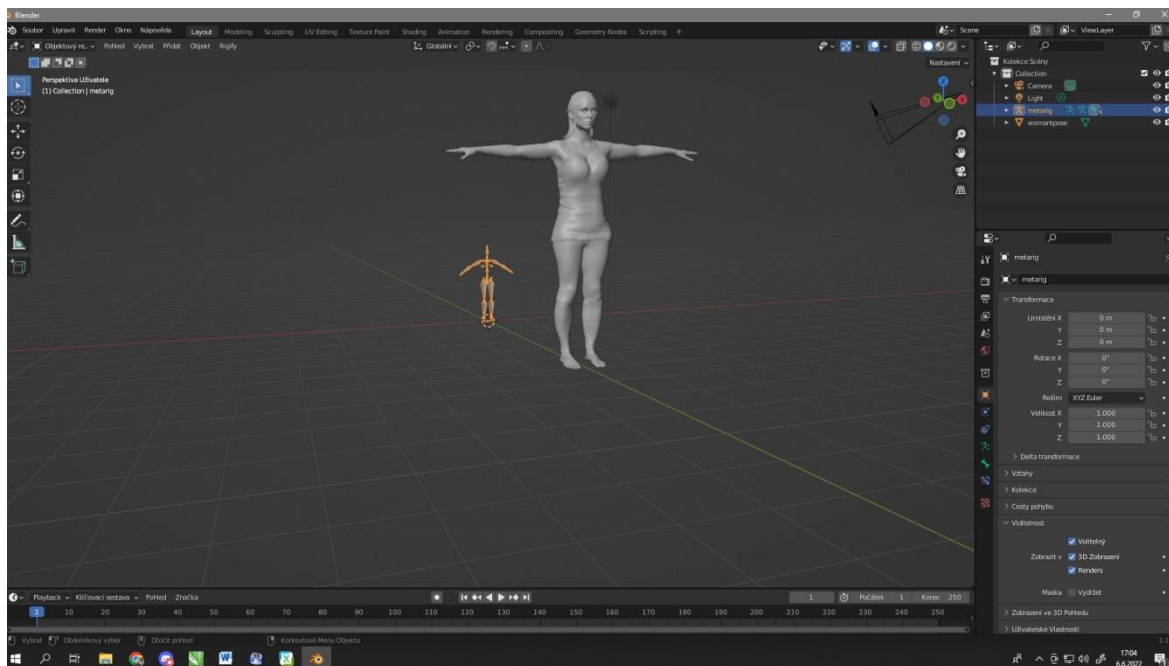 Blender
Soubor Upravit Render Okno Nápověda Layout Modeling Sculpting UV Editing Texture Paint Shading Animation Rendering Compositing Geometry Nodes Scripting + Scene ViewLayer
Objektový re... Pohled Vybrat Přidat Objekt Rigify Globální
Nastavení
Perspektiva Uživatele
(1) Collection | metarig
Kolekce Scény
Collection
Camera
Light
metarig
womantpose
metarig
metarig
Transformace
Umístění X 0 m
Y 0 m
Z 0 m
Rotace X 0°
Y 0°
Z 0°
Režim XYZ Euler
Velikost X 1.000
Y 1.000
Z 1.000
Delta transformace
Vztahy
Kolekce
Cesty pohybu
Viditelnost
Volitelný
Zobrazit v 3D Zobrazení
Renders
Maska Vydržet
Zobrazení ve 3D Pohledu
Uživatelské Vlastnosti
Playback Klíčovací sestava Pohled Značka 1 Počátek 1 Konec 250
1 10 20 30 40 50 60 70 80 90 100 110 120 130 140 150 160 170 180 190 200 210 220 230 240 250
Vybrat Obdelníkový výběr Otočit pohled Kontextové Menu Objektu
17:04
6.6.2022